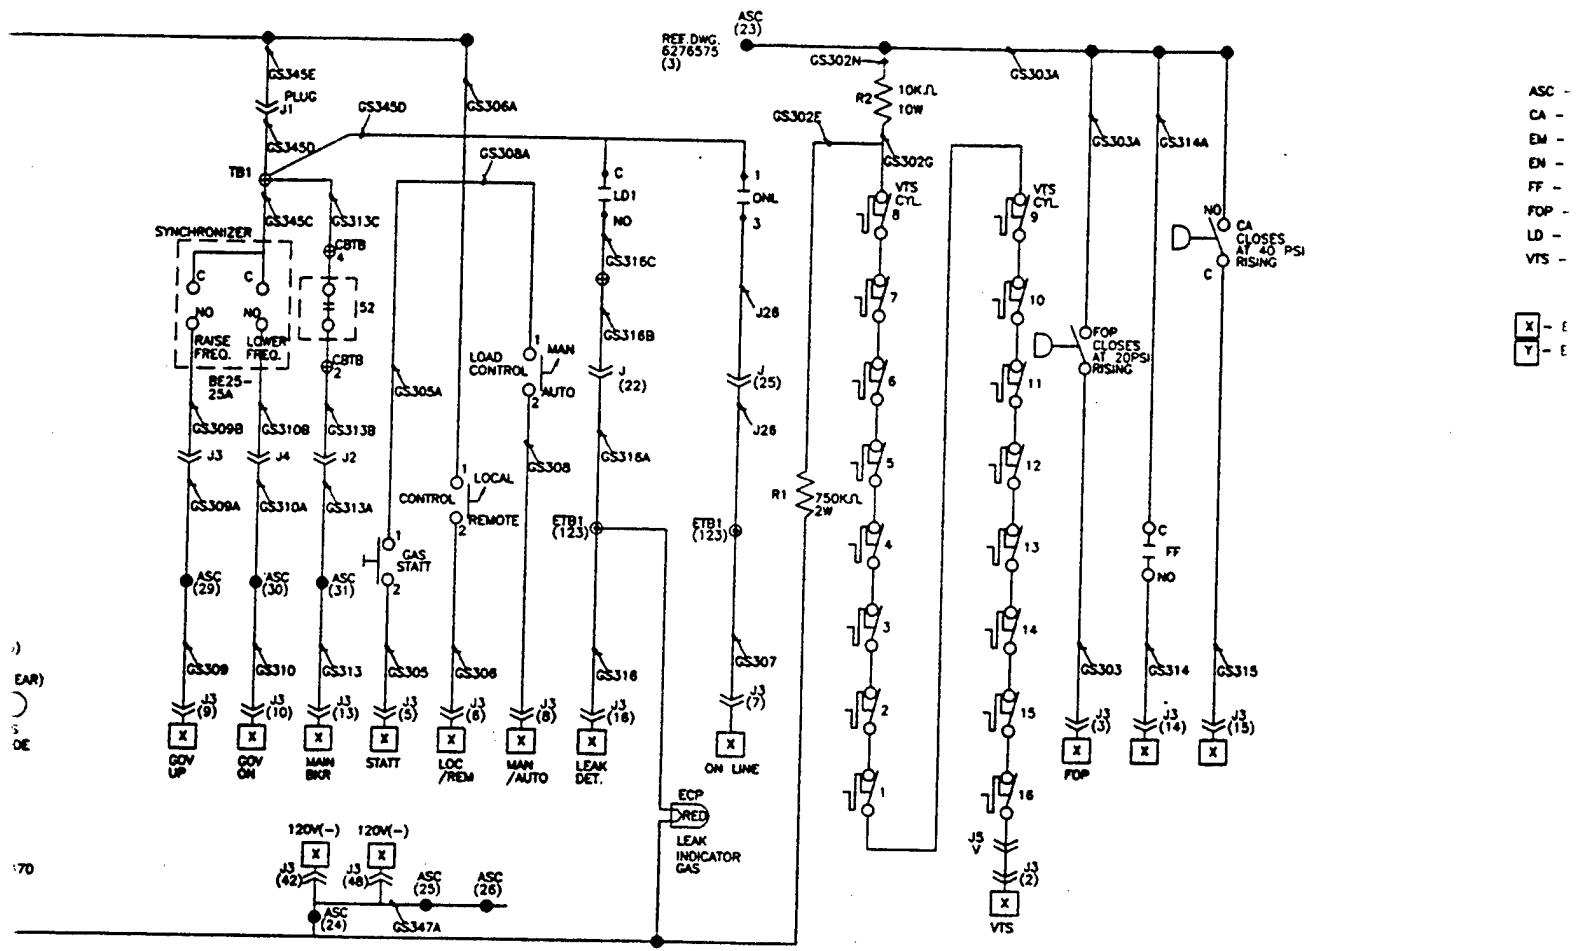 ASC
(23)
REF.DWG.
6276575
(3)
GS302N
GS303A
GS345E
PLUG
J1
GS345D
GS306A
GS302E
R2
10KΩ
10W
GS345D
GS308A
GS302G
GS303A
GS314A
TB1
C
LD1
NO
1
ONL
3
VTS
CYL.
8
VTS
CYL.
9
GS345C
GS313C
NO
CA
CLOSES
AT 40 PSI
RISING
C
SYNCHRONIZER
CBTB
4
GS316C
C
C
7
10
J26
NO
NO
52
RAISE
FREQ.
LOWER
FREQ.
GS316B
FOP
CLOSES
AT 20PSI
RISING
CBTB
2
LOAD
CONTROL
1
MAN
AUTO
2
J
(22)
J
(25)
6
11
BE25-
25A
GS305A
GS309B
GS310B
GS313B
J26
J3
J4
J2
GS308
GS316A
5
12
1
LOCAL
CONTROL
REMOTE
2
R1
750KΩ
2W
GS309A
GS310A
GS313A
ETB1
(123)
ETB1
(123)
4
13
C
FF
NO
1
GAS
STATT
2
ASC
(29)
ASC
(30)
ASC
(31)
3
14
GS309
GS310
GS313
GS305
GS306
GS316
GS307
GS303
GS314
GS315
J3
(9)
J3
(10)
J3
(13)
J3
(5)
J3
(6)
J3
(8)
J3
(16)
J3
(7)
2
15
J3
(3)
J3
(14)
J3
(15)
X
X
X
X
X
X
X
X
X
X
X
GOV
UP
GOV
ON
MAIN
BKR
STATT
LOC
/REM
MAN
/AUTO
LEAK
DET.
ON LINE
FOP
1
16
ECP
RED
LEAK
INDICATOR
GAS
120V(-)
120V(-)
X
X
J3
(42)
J3
(48)
ASC
(25)
ASC
(26)
ASC
(24)
GS347A
J5
V
J3
(2)
X
VTS
EAR)
DE
70
ASC -
CA -
EM -
EN -
FF -
FOP -
LD -
VTS -
X - E
Y - E